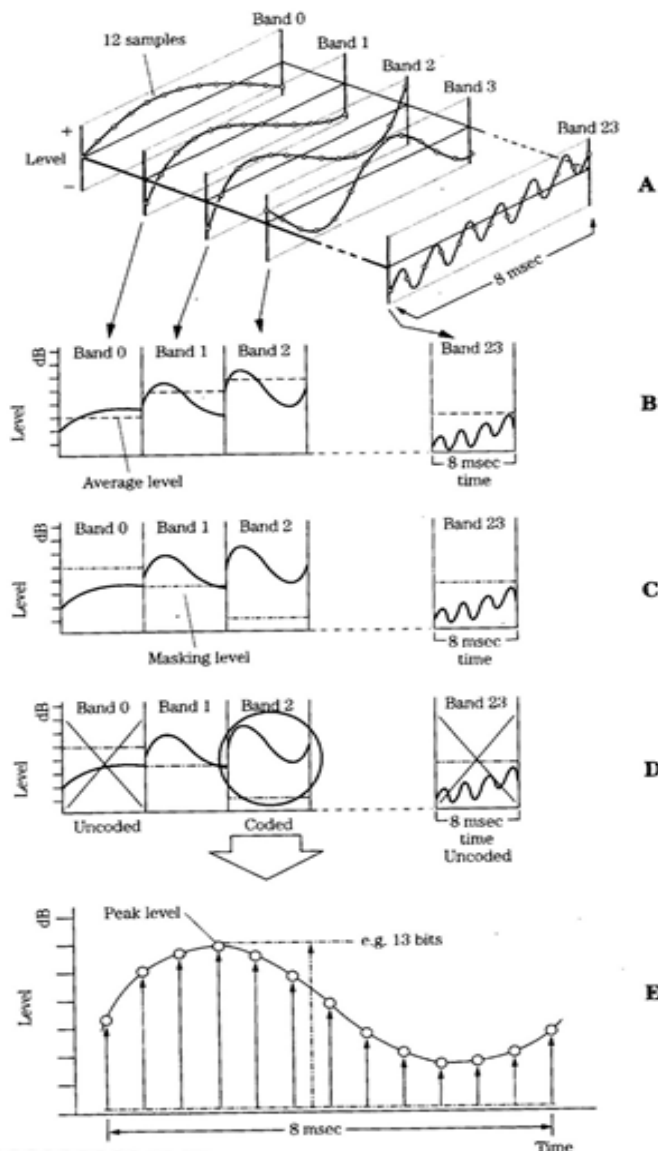 Band 0
12 samples
Band 1
Band 2
Band 3
Band 23
+
Level
−
8 msec
A
dB
Level
Band 0
Band 1
Band 2
Band 23
Average level
8 msec
time
B
dB
Level
Band 0
Band 1
Band 2
Band 23
Masking level
8 msec
time
C
dB
Level
Band 0
Band 1
Band 2
Band 23
Uncoded
Coded
8 msec
time
Uncoded
D
dB
Level
Peak level
e.g. 13 bits
E
8 msec
Time